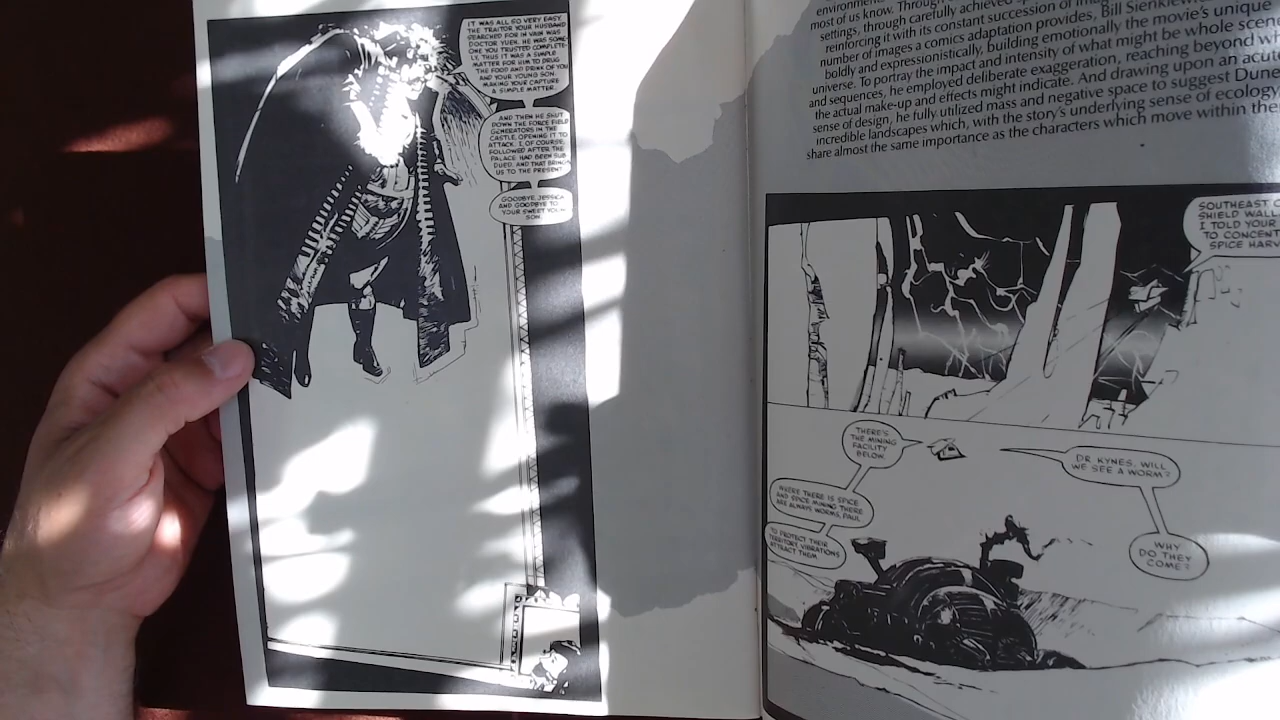 IT WAS ALL SO VERY EASY.
THE TRAITOR YOUR HUSBAND
SEARCHED FOR IN VAIN WAS
DOCTOR YUEH. HE WAS SOME-
ONE YOU TRUSTED COMPLETE-
LY, THUS IT WAS A SIMPLE
MATTER FOR HIM TO DRUG
THE FOOD AND DRINK OF YOU
AND YOUR YOUNG SON,
MAKING YOUR CAPTURE
A SIMPLE MATTER.
AND THEN HE SHUT
DOWN THE FORCE FIELD
GENERATORS IN THE
CASTLE, OPENING IT TO
ATTACK. I, OF COURSE,
FOLLOWED AFTER THE
PALACE HAD BEEN SUB-
DUED, AND THAT BRINGS
US TO THE PRESENT.
GOODBYE, JESSICA
AND GOODBYE TO
YOUR SWEET
SON.
most of us know. Through
settings, through carefully achieved
reinforcing it with its constant succession of
number of images a comics adaptation provides, Bill
boldly and expressionistically, building emotionally the movie's unique
universe. To portray the impact and intensity of what might be whole
and sequences, he employed deliberate exaggeration, reaching beyond
the actual make-up and effects might indicate. And drawing upon an
sense of design, he fully utilized mass and negative space to suggest
incredible landscapes which, with the story's underlying sense of ecology,
share almost the same importance as the characters which move within
SOUTHEAST
SHIELD
I TOLD YOUR
TO
SPICE
THERE'S
THE MINING
FACILITY
BELOW.
WHERE THERE IS SPICE
AND SPICE MINING THERE
ARE ALWAYS WORMS, PAUL
TO PROTECT THEIR
TERRITORY. VIBRATIONS
ATTRACT THEM
DR. KYNES, WILL
WE SEE A WORM?
WHY
DO THEY
COME?